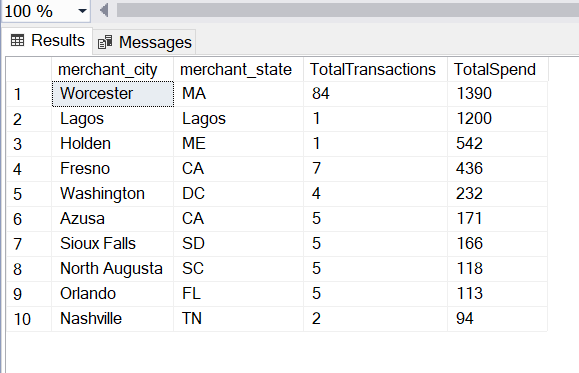 100 %
Results Messages
merchant_city merchant_state TotalTransactions TotalSpend
1 Worcester MA 84 1390
2 Lagos Lagos 1 1200
3 Holden ME 1 542
4 Fresno CA 7 436
5 Washington DC 4 232
6 Azusa CA 5 171
7 Sioux Falls SD 5 166
8 North Augusta SC 5 118
9 Orlando FL 5 113
10 Nashville TN 2 94